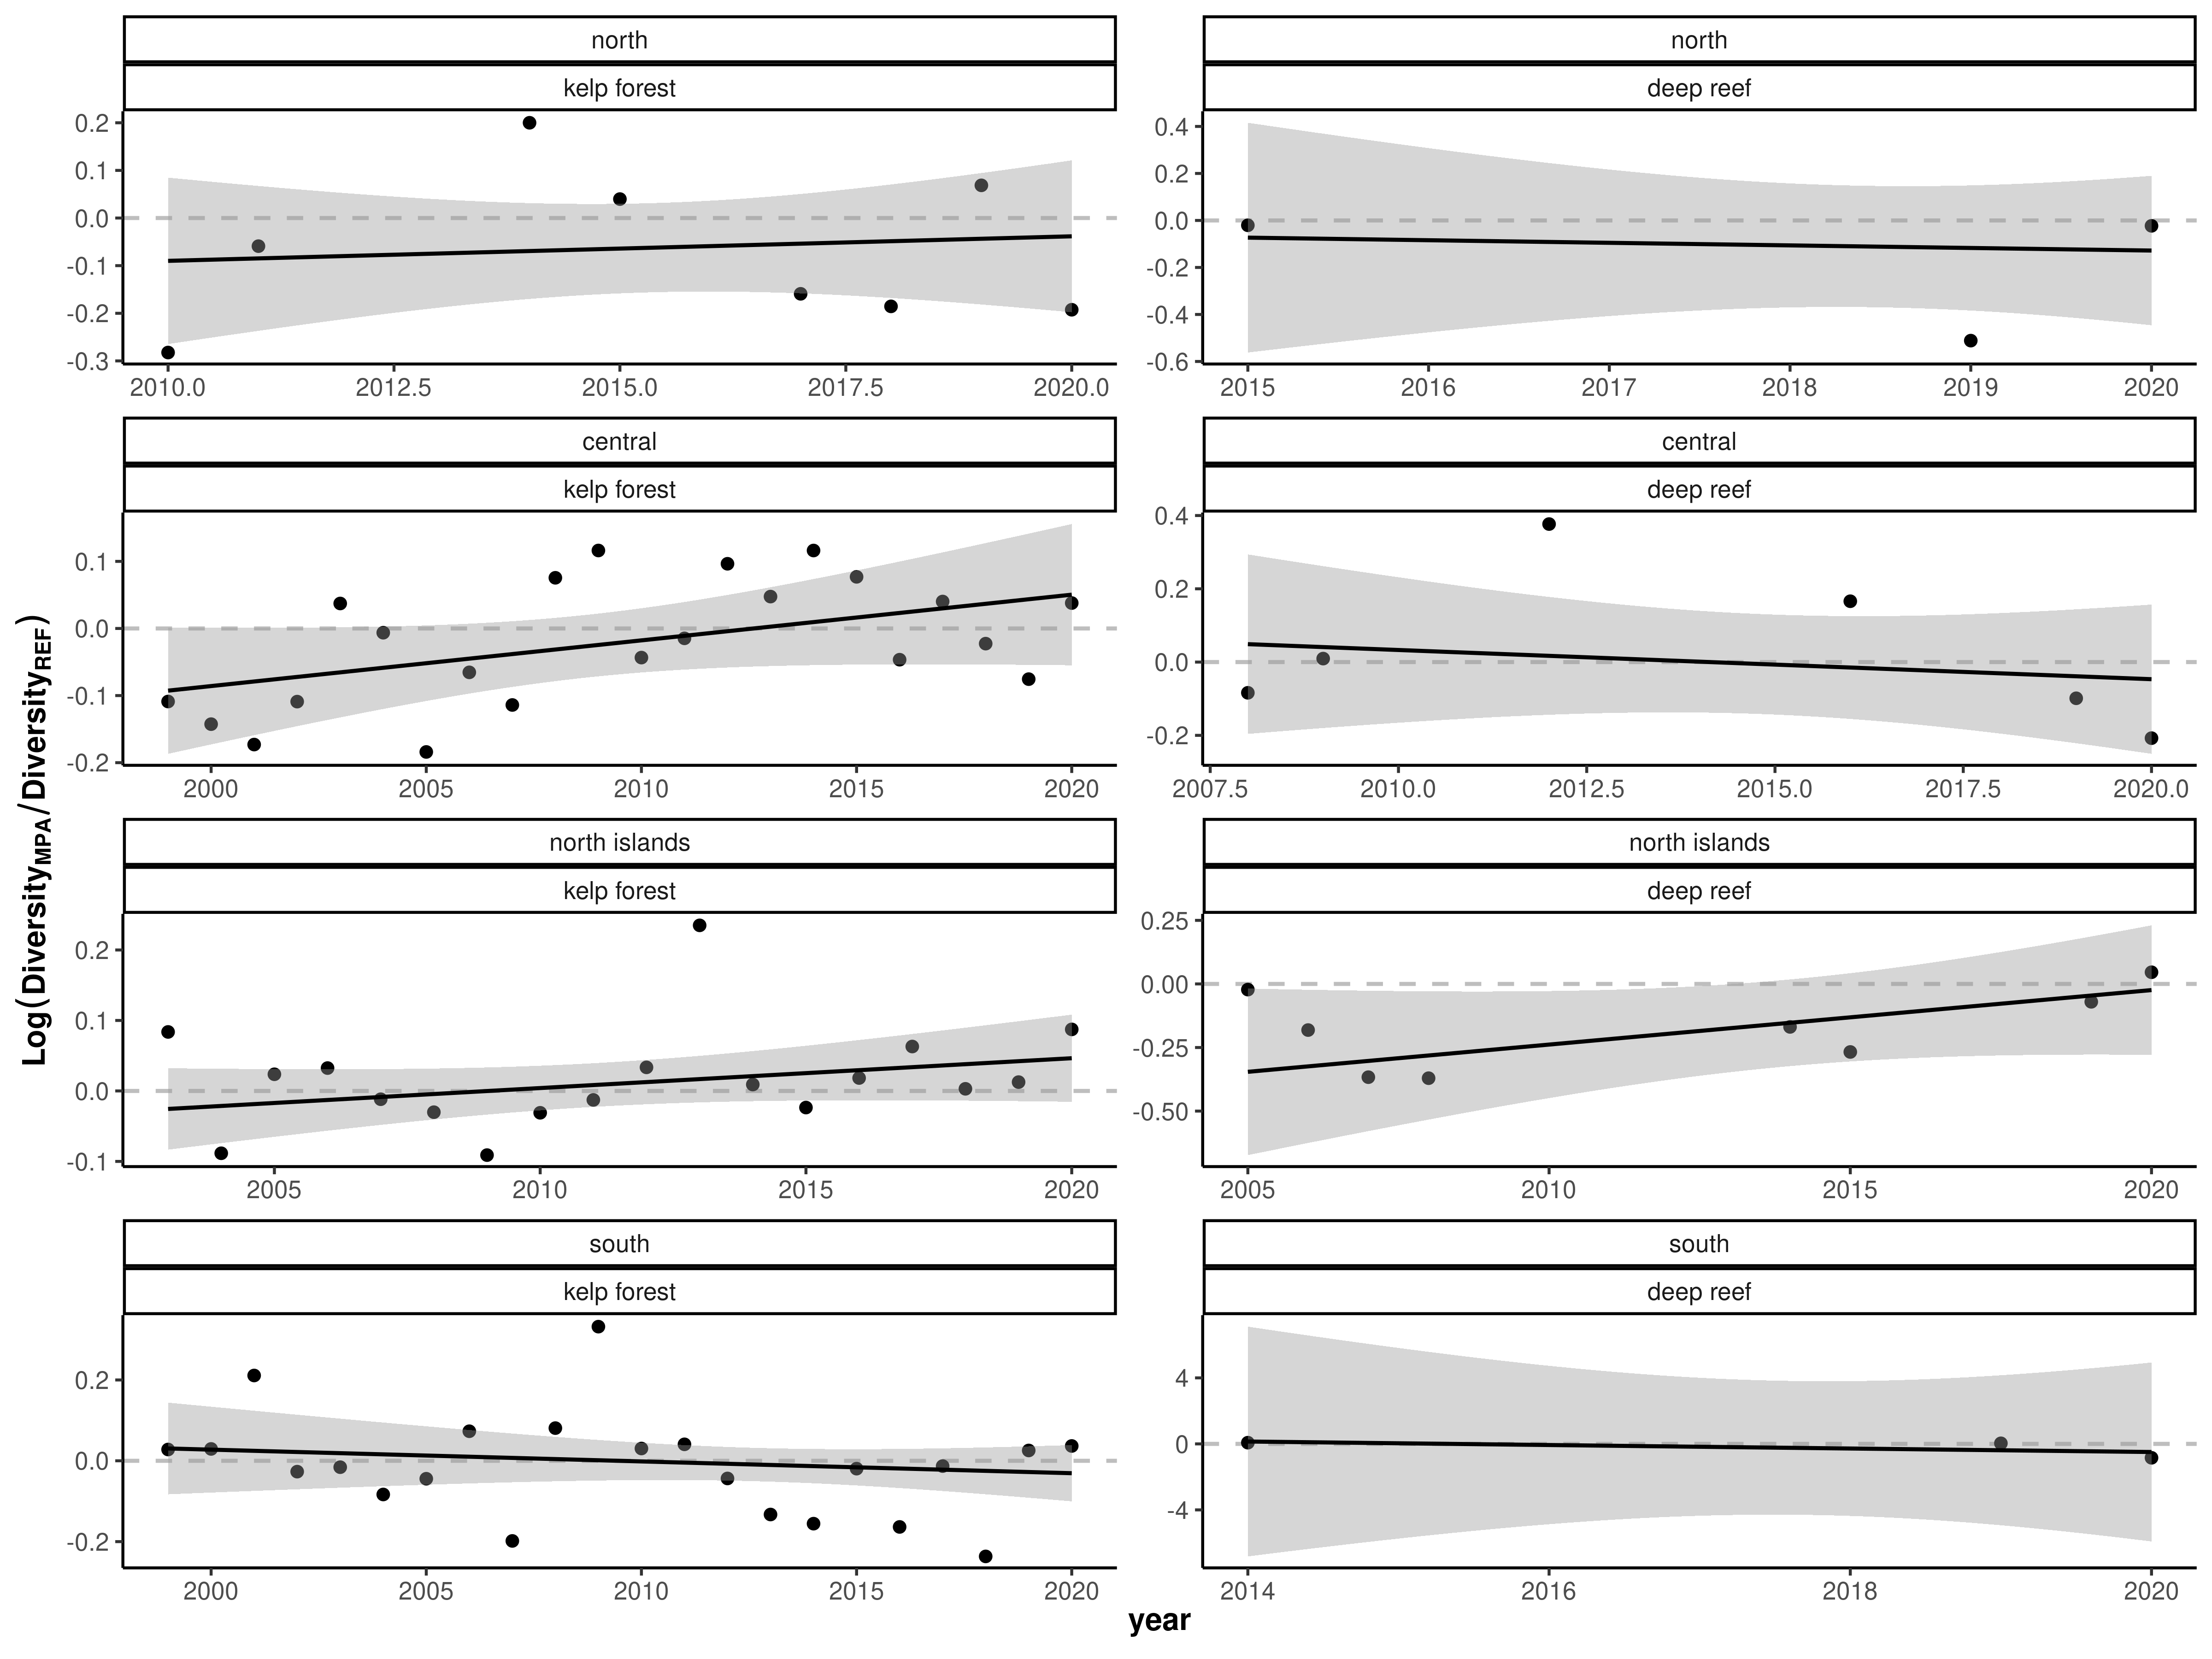 Log(Diversity_MPA/Diversity_REF)
north
kelp forest
0.2
0.1
0.0
-0.1
-0.2
-0.3
2010.0 2012.5 2015.0 2017.5 2020.0
north
deep reef
0.4
0.2
0.0
-0.2
-0.4
-0.6
2015 2016 2017 2018 2019 2020
central
kelp forest
0.1
0.0
-0.1
-0.2
2000 2005 2010 2015 2020
central
deep reef
0.4
0.2
0.0
-0.2
2007.5 2010.0 2012.5 2015.0 2017.5 2020.0
north islands
kelp forest
0.2
0.1
0.0
-0.1
2005 2010 2015 2020
north islands
deep reef
0.25
0.00
-0.25
-0.50
2005 2010 2015 2020
south
kelp forest
0.2
0.0
-0.2
2000 2005 2010 2015 2020
south
deep reef
4
0
-4
2014 2016 2018 2020
year